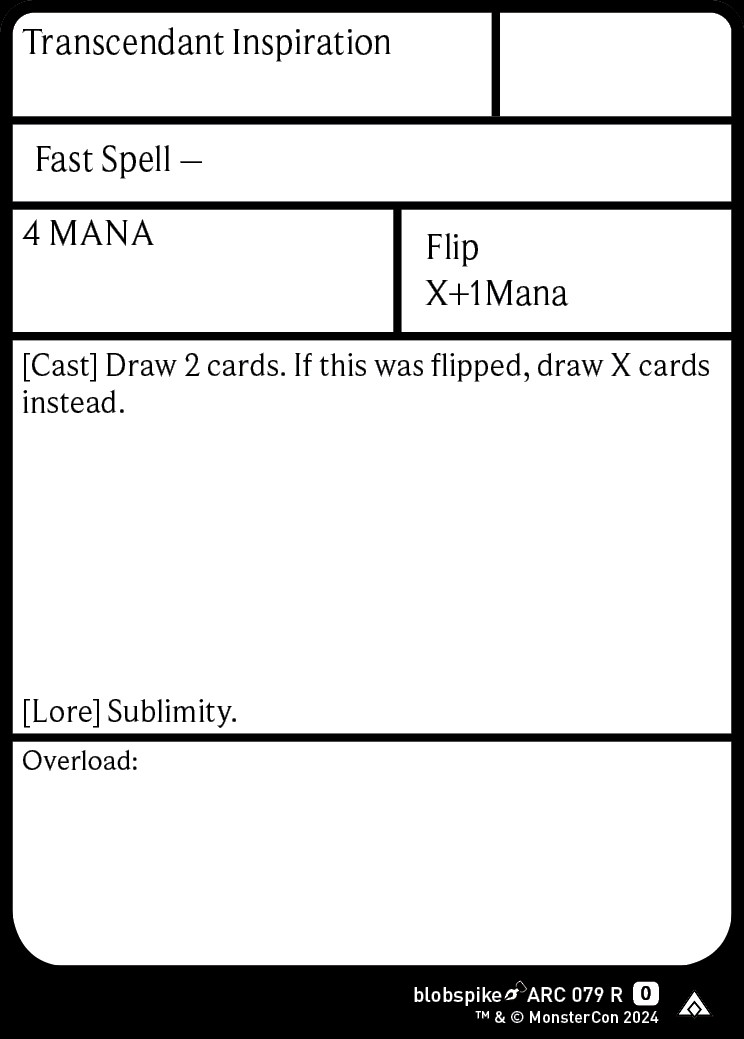 Transcendant Inspiration
Fast Spell –
4 MANA
Flip
X+1Mana
[Cast] Draw 2 cards. If this was flipped, draw X cards
instead.
[Lore] Sublimity.
Overload:
blobspike ARC 079 R 0
™ & © MonsterCon 2024